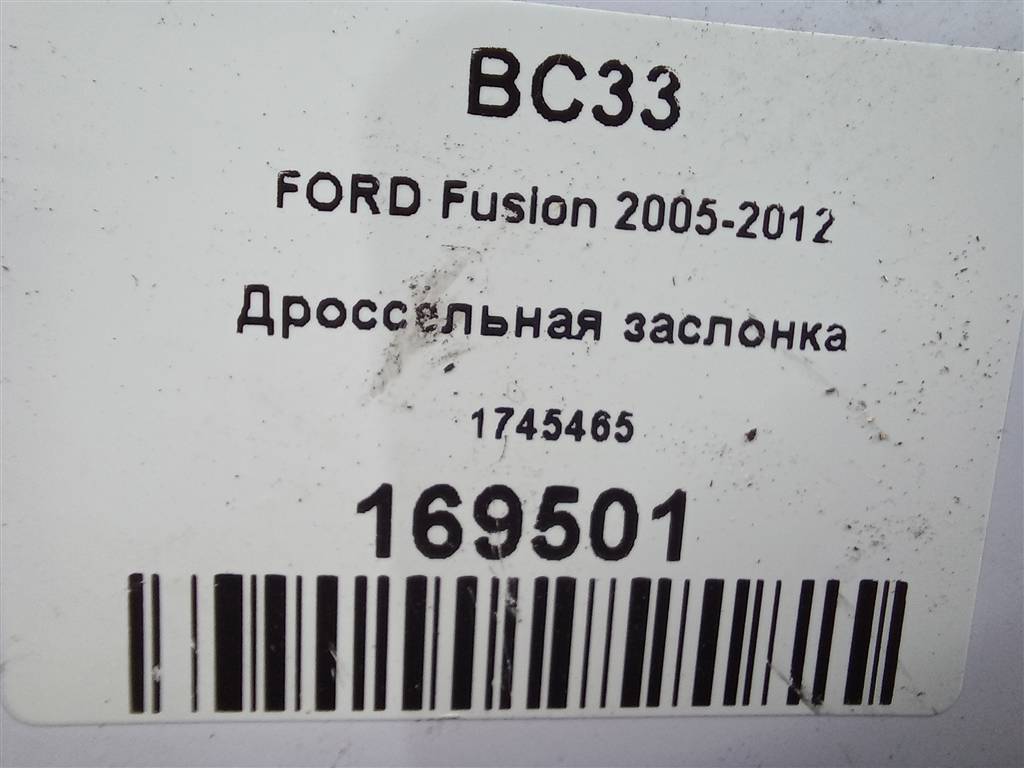 BC33
FORD Fusion 2005-2012
Дроссельная заслонка
1745465
169501